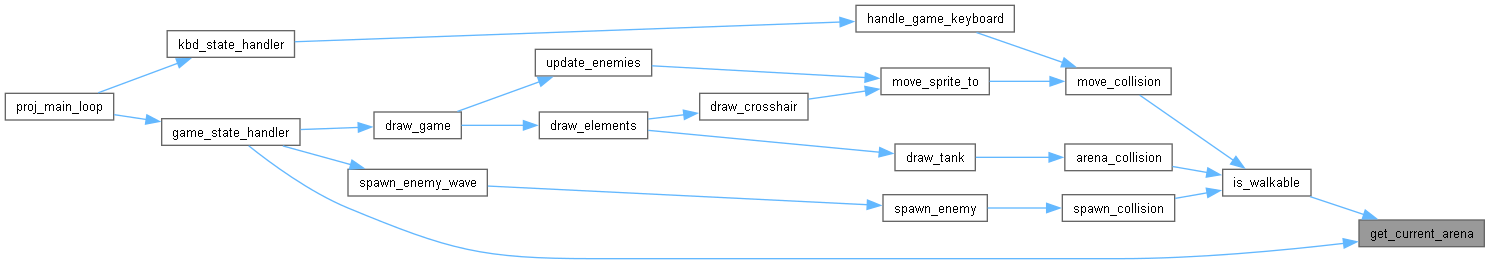 handle_game_keyboard
kbd_state_handler
update_enemies
move_sprite_to
move_collision
proj_main_loop
draw_crosshair
game_state_handler
draw_game
draw_elements
draw_tank
arena_collision
spawn_enemy_wave
is_walkable
spawn_enemy
spawn_collision
get_current_arena